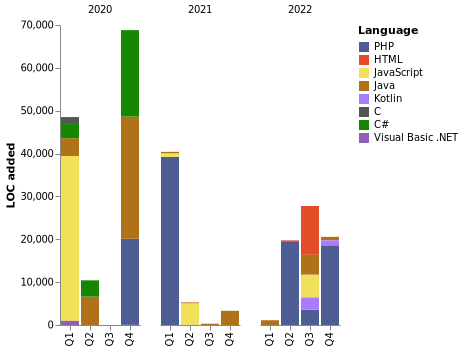 2020 2021 2022
LOC added
70,000
60,000
50,000
40,000
30,000
20,000
10,000
0
Q1 Q2 Q3 Q4 Q1 Q2 Q3 Q4 Q1 Q2 Q3 Q4
Language
PHP
HTML
JavaScript
Java
Kotlin
C
C#
Visual Basic .NET